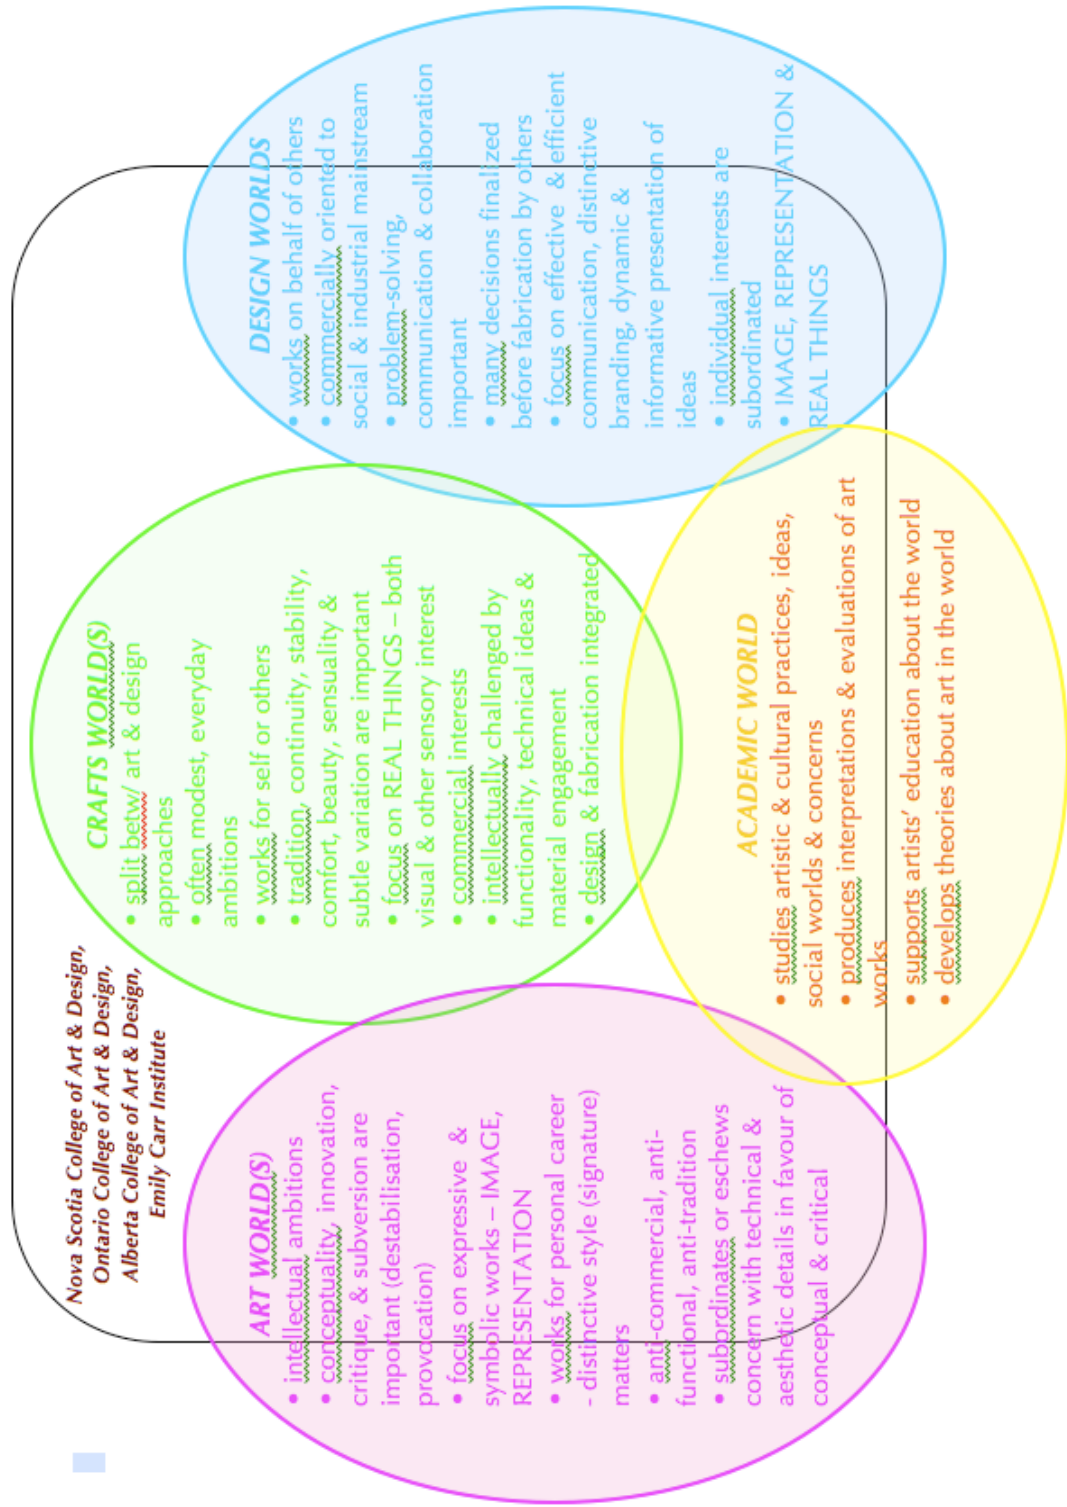 Nova Scotia College of Art & Design,
Ontario College of Art & Design,
Alberta College of Art & Design,
Emily Carr Institute
ART WORLD(S)
• intellectual ambitions
• conceptuality, innovation,
critique, & subversion are
important (destabilisation,
provocation)
• focus on expressive &
symbolic works – IMAGE,
REPRESENTATION
• works for personal career
- distinctive style (signature)
matters
• anti-commercial, anti-
functional, anti-tradition
• subordinates or eschews
concern with technical &
aesthetic details in favour of
conceptual & critical
CRAFTS WORLD(S)
• split betw/ art & design
approaches
• often modest, everyday
ambitions
• works for self or others
• tradition, continuity, stability,
comfort, beauty, sensuality &
subtle variation are important
• focus on REAL THINGS – both
visual & other sensory interest
• commercial interests
• intellectually challenged by
functionality, technical ideas &
material engagement
• design & fabrication integrated
DESIGN WORLDS
• works on behalf of others
• commercially oriented to
social & industrial mainstream
• problem-solving,
communication & collaboration
important
• many decisions finalized
before fabrication by others
• focus on effective & efficient
communication, distinctive
branding, dynamic &
informative presentation of
ideas
• individual interests are
subordinated
• IMAGE, REPRESENTATION &
REAL THINGS
ACADEMIC WORLD
• studies artistic & cultural practices, ideas,
social worlds & concerns
• produces interpretations & evaluations of art
works
• supports artists' education about the world
• develops theories about art in the world